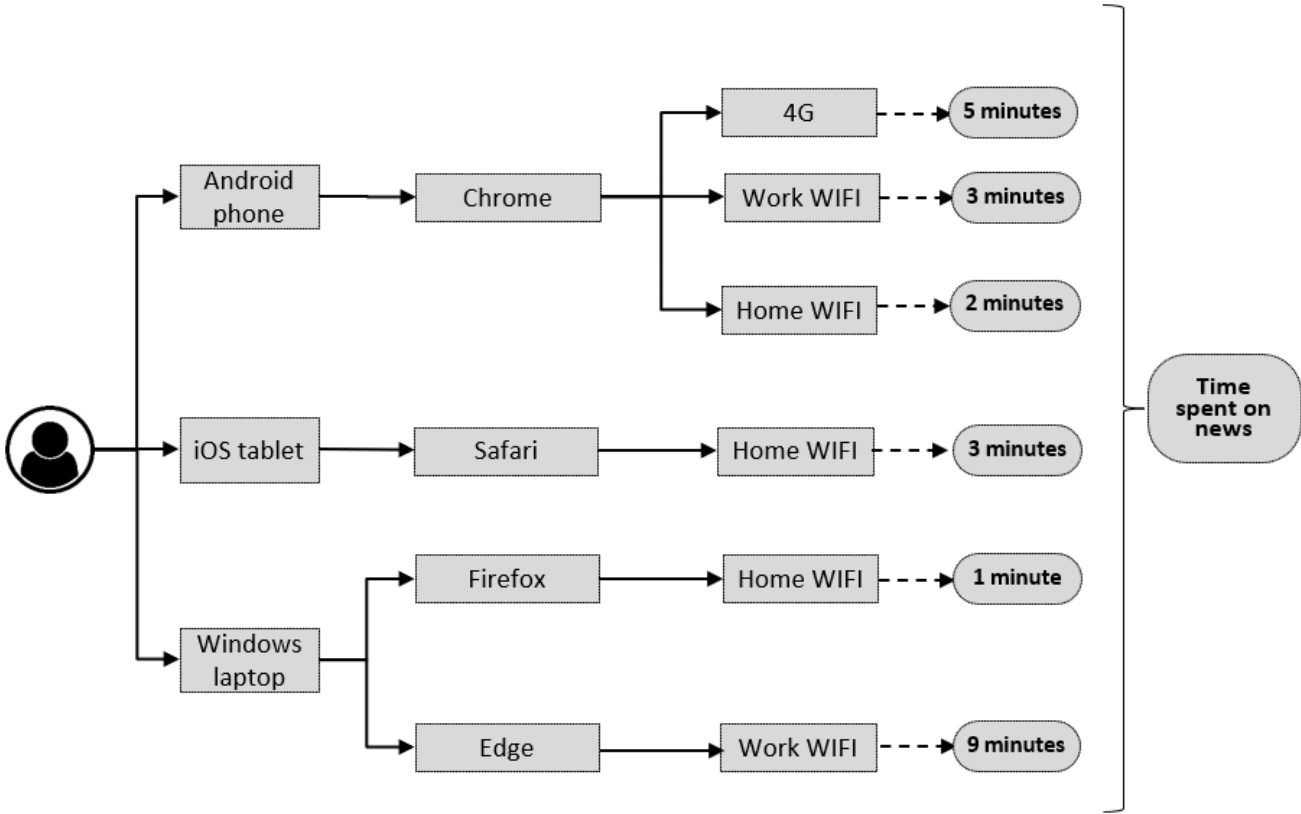 4G
5 minutes
Android
phone
Chrome
Work WIFI
3 minutes
Home WIFI
2 minutes
Time
spent on
news
iOS tablet
Safari
Home WIFI
3 minutes
Firefox
Home WIFI
1 minute
Windows
laptop
Edge
Work WIFI
9 minutes